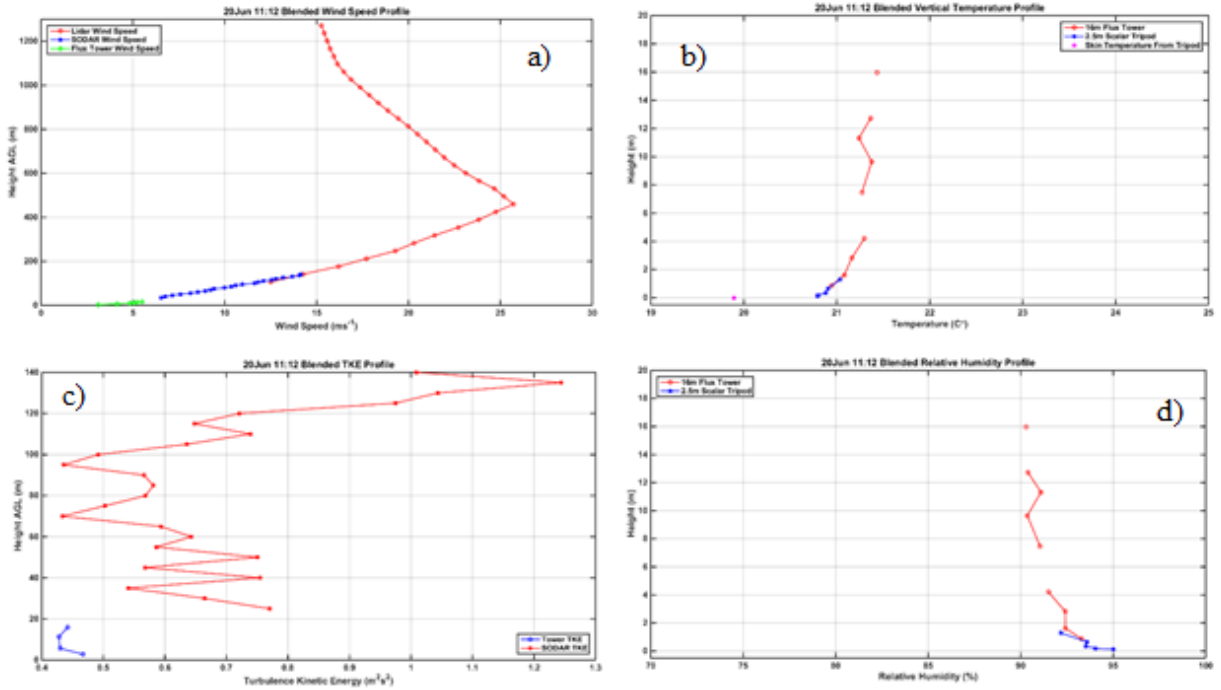 20Jun 11:12 Blended Wind Speed Profile
Lidar Wind Speed
SODAR Wind Speed
Flux Tower Wind Speed
a)
Height AGL (m)
1200
1000
800
600
400
200
0
0 5 10 15 20 25 30
Wind Speed (ms⁻¹)
20Jun 11:12 Blended Vertical Temperature Profile
16m Flux Tower
2.5m Scalar Tripod
Skin Temperature From Tripod
b)
Height (m)
20
18
16
14
12
10
8
6
4
2
0
19 20 21 22 23 24 25
Temperature (C°)
20Jun 11:12 Blended TKE Profile
c)
Height AGL (m)
140
120
100
80
60
40
20
0
Tower TKE
SODAR TKE
0.4 0.5 0.6 0.7 0.8 0.9 1 1.1 1.2 1.3
Turbulence Kinetic Energy (m²s²)
20Jun 11:12 Blended Relative Humidity Profile
16m Flux Tower
2.5m Scalar Tripod
d)
Height (m)
20
18
16
14
12
10
8
6
4
2
0
70 75 80 85 90 95 100
Relative Humidity (%)